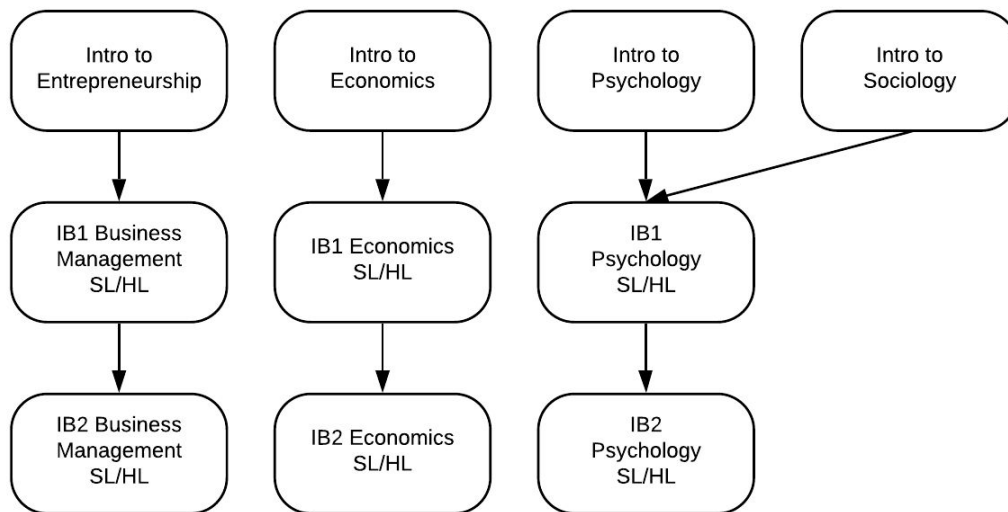 Intro to
Entrepreneurship
Intro to
Economics
Intro to
Psychology
Intro to
Sociology
IB1 Business
Management
SL/HL
IB1 Economics
SL/HL
IB1
Psychology
SL/HL
IB2 Business
Management
SL/HL
IB2 Economics
SL/HL
IB2
Psychology
SL/HL